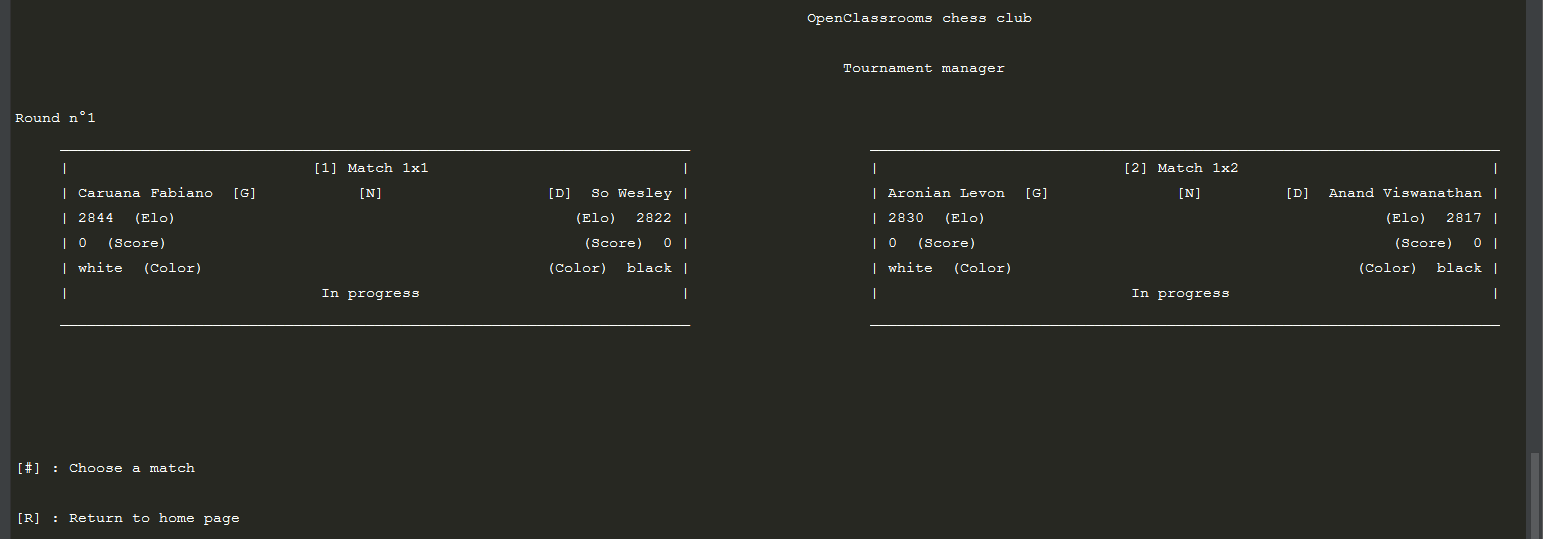 OpenClassrooms chess club
Tournament manager
Round n°1
| [1] Match 1x1 | | [2] Match 1x2 |
| Caruana Fabiano [G] [N] [D] So Wesley | | Aronian Levon [G] [N] [D] Anand Viswanathan |
| 2844 (Elo) (Elo) 2822 | | 2830 (Elo) (Elo) 2817 |
| 0 (Score) (Score) 0 | | 0 (Score) (Score) 0 |
| white (Color) (Color) black | | white (Color) (Color) black |
| In progress | | In progress |
[#] : Choose a match
[R] : Return to home page